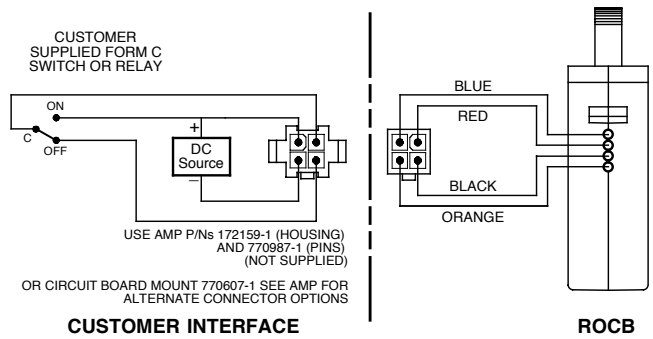 CUSTOMER
SUPPLIED FORM C
SWITCH OR RELAY
ON
C
OFF
+
DC
Source
–
USE AMP P/Ns 172159-1 (HOUSING)
AND 770987-1 (PINS)
(NOT SUPPLIED)
OR CIRCUIT BOARD MOUNT 770607-1 SEE AMP FOR
ALTERNATE CONNECTOR OPTIONS
CUSTOMER INTERFACE
BLUE
RED
BLACK
ORANGE
ROCB